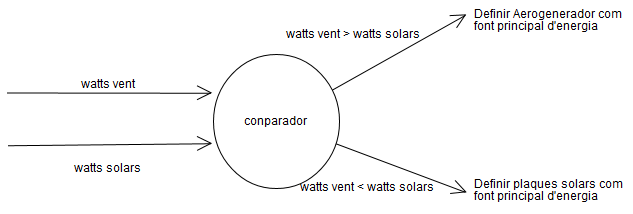 Definir Aerogenerador com
font principal d'energia
watts vent > watts solars
watts vent
conparador
watts solars
watts vent < watts solars
Definir plaques solars com
font principal d'energia